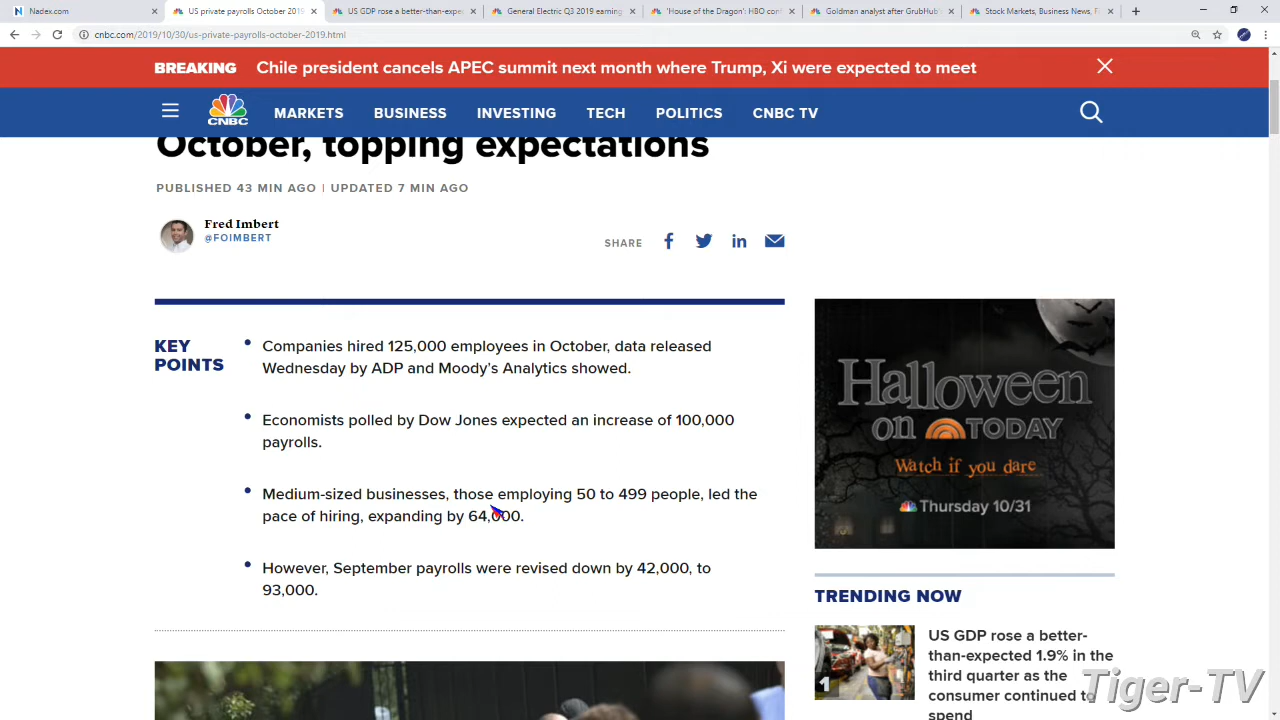 Nadex.com
US private payrolls October 2019
US GDP rose a better-than-expe
General Electric Q3 2019 earning
'House of the Dragon': HBO conf
Goldman analyst after GrubHub's
Stock Markets, Business News, Fi
cnbc.com/2019/10/30/us-private-payrolls-october-2019.html
BREAKING Chile president cancels APEC summit next month where Trump, Xi were expected to meet
CNBC
MARKETS BUSINESS INVESTING TECH POLITICS CNBC TV
October, topping expectations
PUBLISHED 43 MIN AGO | UPDATED 7 MIN AGO
Fred Imbert
@FOIMBERT
SHARE
KEY
POINTS
Companies hired 125,000 employees in October, data released
Wednesday by ADP and Moody's Analytics showed.
Economists polled by Dow Jones expected an increase of 100,000
payrolls.
Medium-sized businesses, those employing 50 to 499 people, led the
pace of hiring, expanding by 64,000.
However, September payrolls were revised down by 42,000, to
93,000.
Halloween
on TODAY
Watch if you dare
Thursday 10/31
TRENDING NOW
1
US GDP rose a better-
than-expected 1.9% in the
third quarter as the
consumer continued to
spend
Tiger-TV